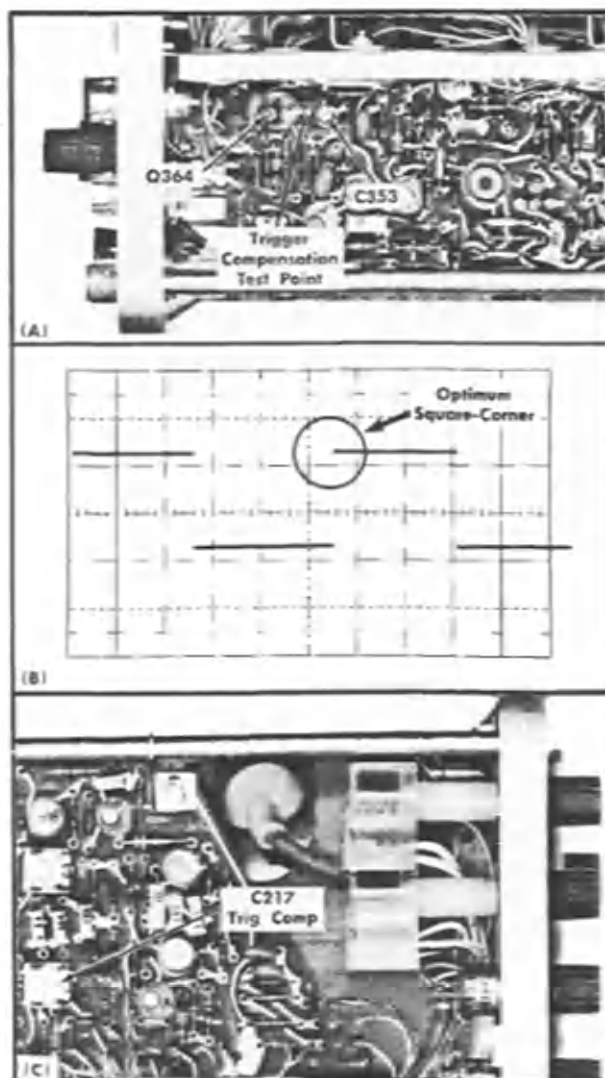 Q364
C353
Trigger
Compensation
Test Point
(A)
Optimum
Square-Corner
(B)
C217
Trig Comp
(C)